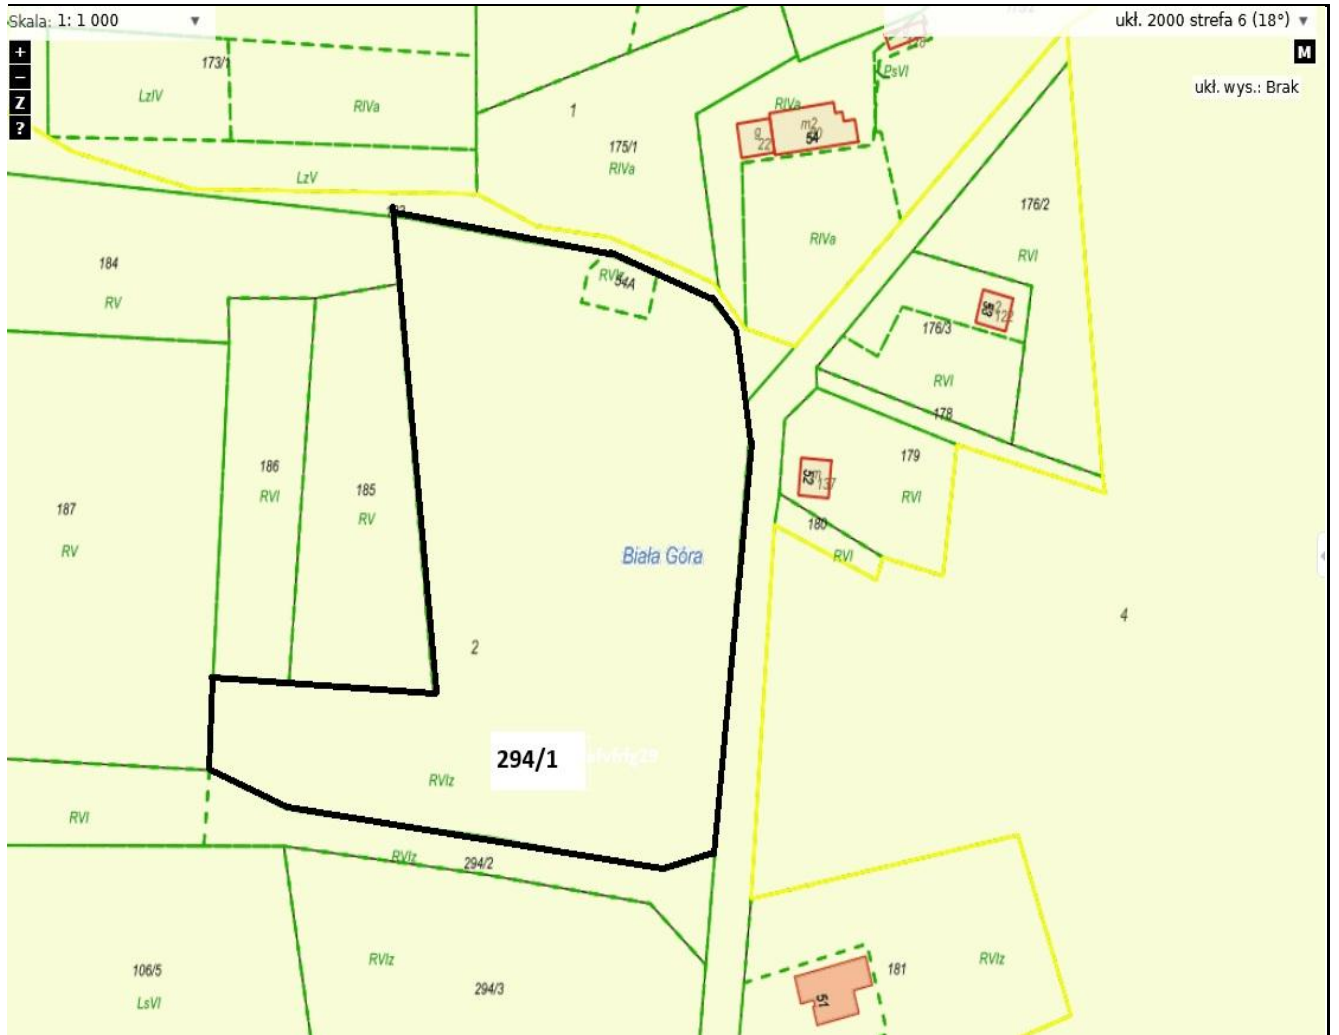 Skala: 1: 1 000 ▼
ukł. 2000 strefa 6 (18°) ▼
+
−
Z
?
M
ukł. wys.: Brak
173/1
LzIV
RIVa
1
175/1
RIVa
LzV
RIVa
g
22
m2
54
PsVI
RIVa
176/2
RVI
184
RV
54A
176/3
RVI
178
186
RVI
185
RV
187
RV
52
137
179
RVI
180
RVI
Biała Góra
2
4
294/1
RVIz
RVI
RVIz
294/2
106/5
LsVI
RVIz
294/3
51
181
RVIz